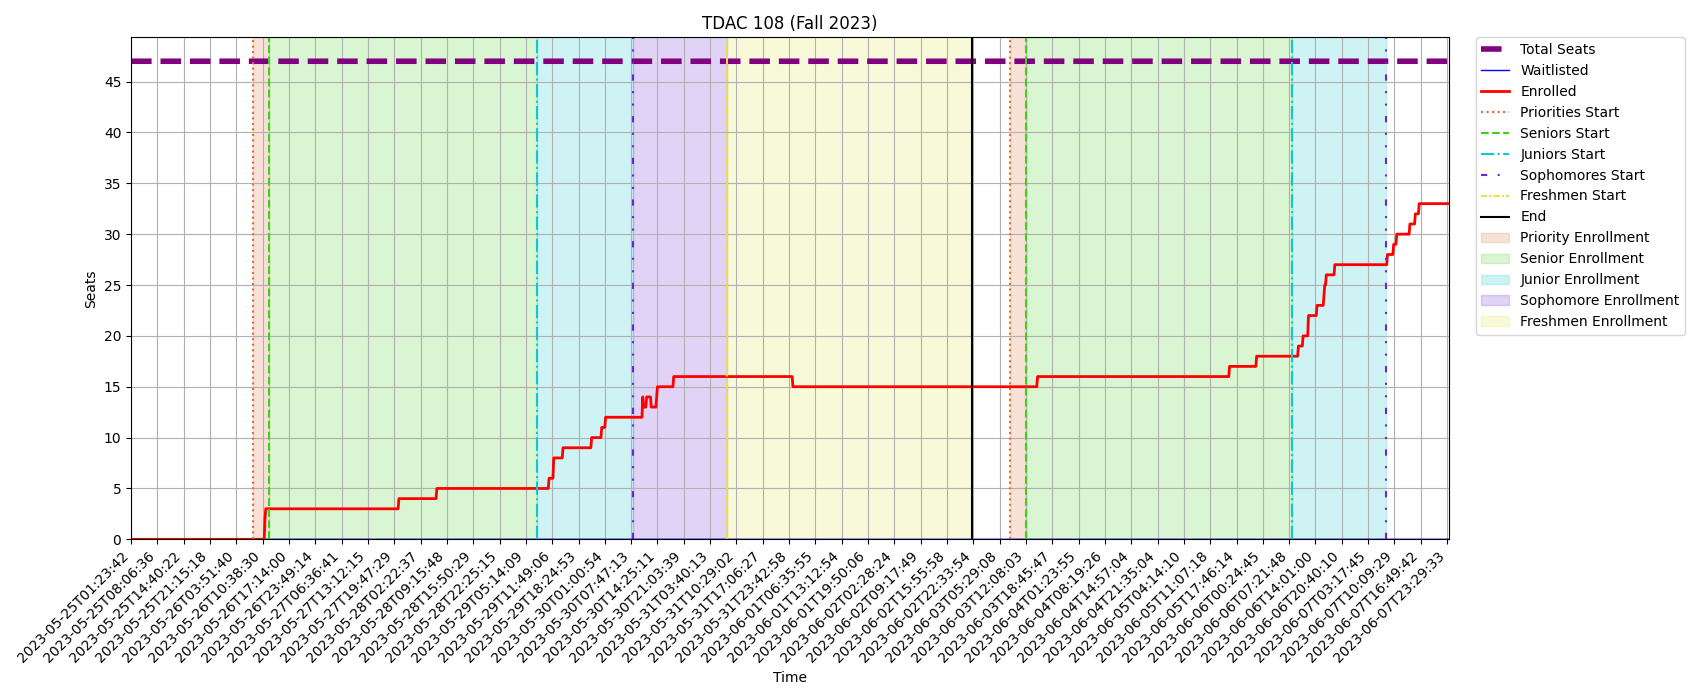 TDAC 108 (Fall 2023)
Total Seats
Waitlisted
Enrolled
Priorities Start
Seniors Start
Juniors Start
Sophomores Start
Freshmen Start
End
Priority Enrollment
Senior Enrollment
Junior Enrollment
Sophomore Enrollment
Freshmen Enrollment
Seats
45
40
35
30
25
20
15
10
5
0
2023-05-25T01:23:42
2023-05-25T08:06:36
2023-05-25T14:40:22
2023-05-25T21:15:18
2023-05-26T03:51:40
2023-05-26T10:38:30
2023-05-26T17:14:00
2023-05-26T23:49:14
2023-05-27T06:36:41
2023-05-27T13:12:15
2023-05-27T19:47:29
2023-05-28T02:22:37
2023-05-28T09:15:48
2023-05-28T15:50:29
2023-05-28T22:25:15
2023-05-29T05:14:09
2023-05-29T11:49:06
2023-05-29T18:24:53
2023-05-30T01:00:54
2023-05-30T07:47:13
2023-05-30T14:25:11
2023-05-30T21:03:39
2023-05-31T03:40:13
2023-05-31T10:29:02
2023-05-31T17:06:27
2023-05-31T23:42:58
2023-06-01T06:35:55
2023-06-01T13:12:54
2023-06-01T19:50:06
2023-06-02T02:28:24
2023-06-02T09:17:49
2023-06-02T15:55:58
2023-06-02T22:33:54
2023-06-03T05:29:08
2023-06-03T12:08:03
2023-06-03T18:45:47
2023-06-04T01:23:55
2023-06-04T08:19:26
2023-06-04T14:57:04
2023-06-04T21:35:04
2023-06-05T04:14:10
2023-06-05T11:07:18
2023-06-05T17:46:14
2023-06-06T00:24:45
2023-06-06T07:21:48
2023-06-06T14:01:00
2023-06-06T20:40:10
2023-06-07T03:17:45
2023-06-07T10:09:29
2023-06-07T16:49:42
2023-06-07T23:29:33
Time